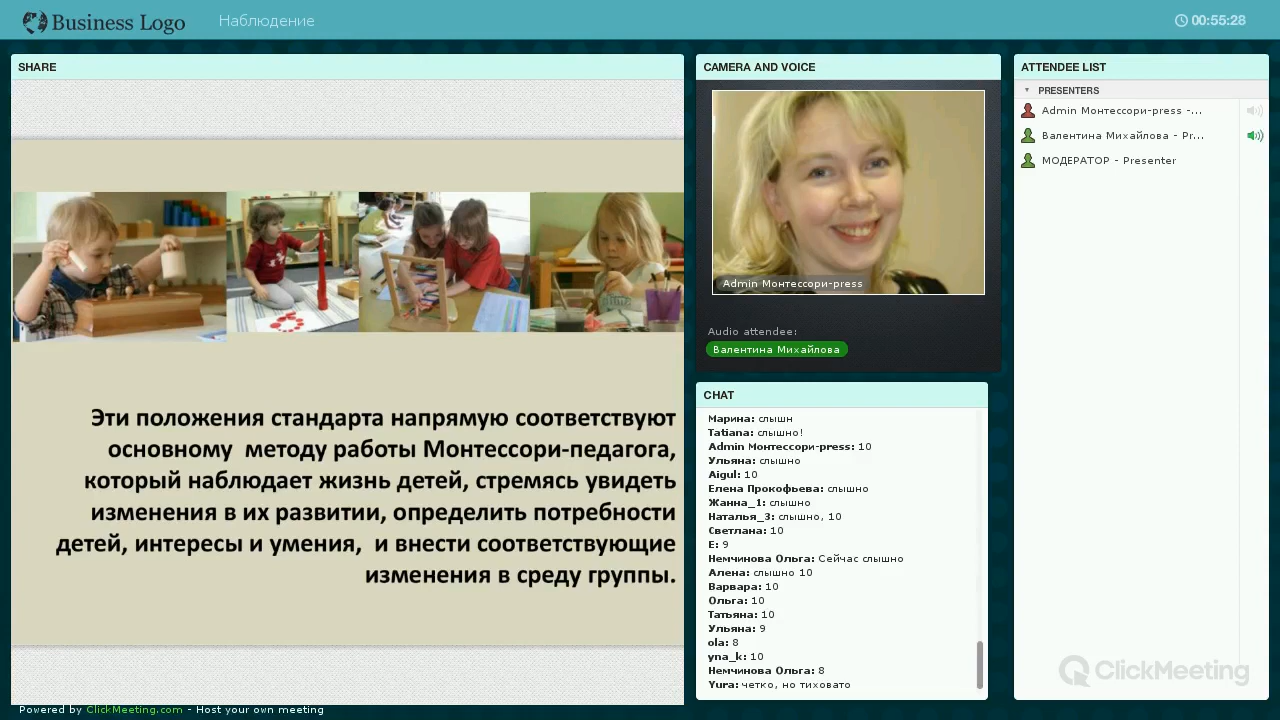 Business Logo
Наблюдение
00:55:28
SHARE
Эти положения стандарта напрямую соответствуют
основному методу работы Монтессори-педагога,
который наблюдает жизнь детей, стремясь увидеть
изменения в их развитии, определить потребности
детей, интересы и умения, и внести соответствующие
изменения в среду группы.
Powered by ClickMeeting.com - Host your own meeting
CAMERA AND VOICE
Admin Монтессори-press
Audio attendee:
Валентина Михайлова
CHAT
Марина: слышн
Tatiana: слышно!
Admin Монтессори-press: 10
Ульяна: слышно
Aigul: 10
Елена Прокофьева: слышно
Жанна_1: слышно
Наталья_3: слышно, 10
Светлана: 10
E: 9
Немчинова Ольга: Сейчас слышно
Алена: слышно 10
Варвара: 10
Ольга: 10
Татьяна: 10
Ульяна: 9
ola: 8
yna_k: 10
Немчинова Ольга: 8
Yura: четко, но тиховато
ATTENDEE LIST
PRESENTERS
Admin Монтессори-press -...
Валентина Михайлова - Pr...
МОДЕРАТОР - Presenter
ClickMeeting